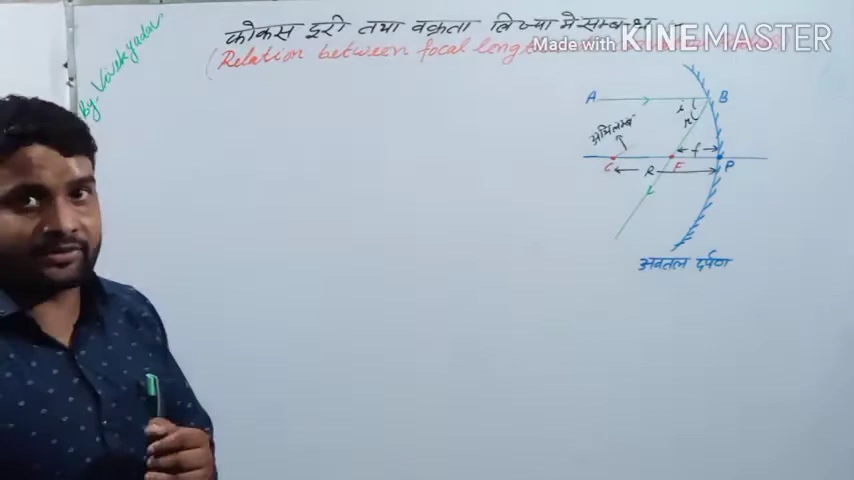 फोकस दूरी तथा वक्रता त्रिज्या में सम्बन्ध
(Relation between focal length
Made with KINEMASTER
By- Vivek yadav
A
B
i
r
अभिलम्ब
f
C
F
P
R
अवतल दर्पण